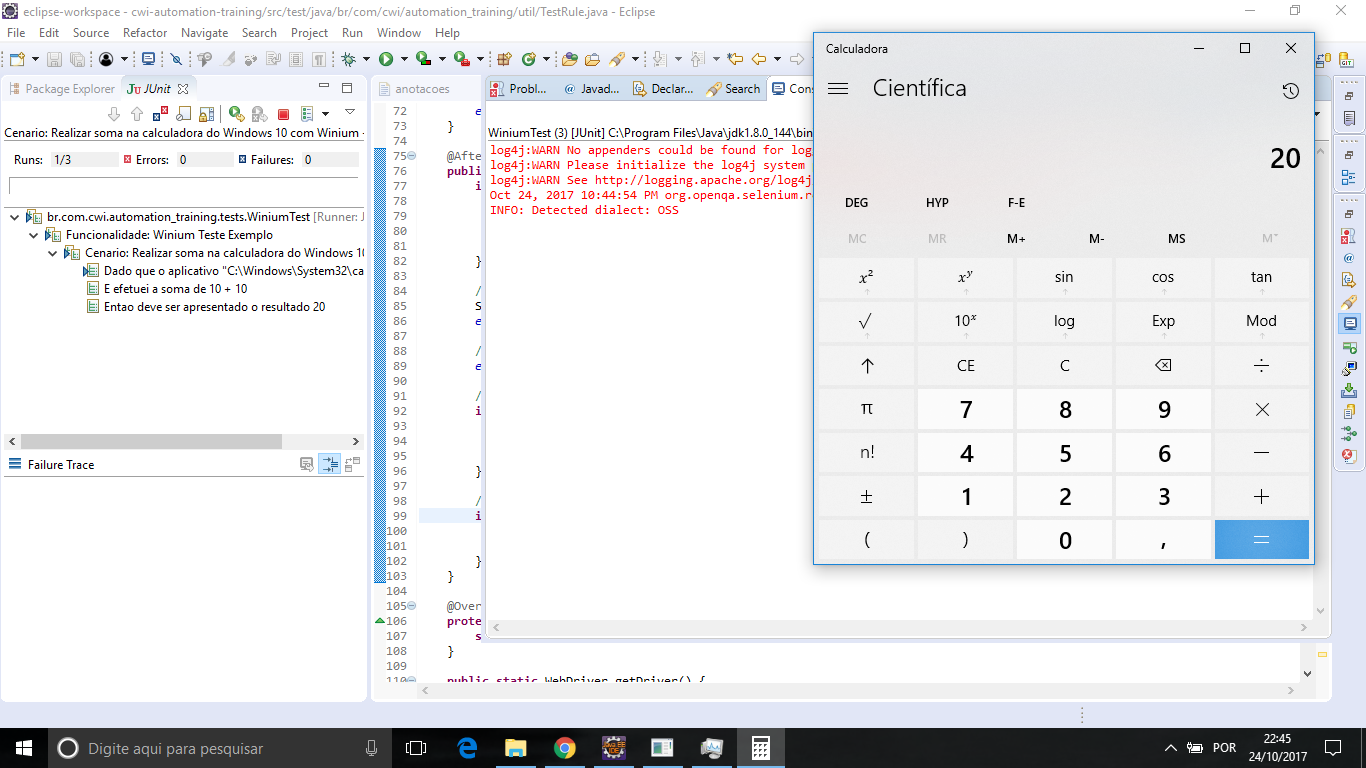 eclipse-workspace - cwi-automation-training/src/test/java/br/com/cwi/automation_training/util/TestRule.java - Eclipse
File Edit Source Refactor Navigate Search Project Run Window Help
Package Explorer JUnit
Cenario: Realizar soma na calculadora do Windows 10 com Winium -
Runs: 1/3 Errors: 0 Failures: 0
br.com.cwi.automation_training.tests.WiniumTest [Runner: J
Funcionalidade: Winium Teste Exemplo
Cenario: Realizar soma na calculadora do Windows 10
Dado que o aplicativo "C:\Windows\System32\ca
E efetuei a soma de 10 + 10
Entao deve ser apresentado o resultado 20
Failure Trace
anotacoes
72 e
73 }
74
75 @Afte
76 publi
77 i
78
79
80
81
82 }
83
84 /
85 S
86 e
87
88 /
89 e
90
91 /
92 i
93
94
95
96 }
97
98 /
99 i
100
101
102 }
103 }
104
105 @Over
106 prote
107 s
108 }
109
110 public static WebDriver getDriver() {
Probl... Javad... Declar... Search Cons
WiniumTest (3) [JUnit] C:\Program Files\Java\jdk1.8.0_144\bin
log4j:WARN No appenders could be found for log
log4j:WARN Please initialize the log4j system
log4j:WARN See http://logging.apache.org/log4j
Oct 24, 2017 10:44:54 PM org.openqa.selenium.re
INFO: Detected dialect: OSS
Calculadora
Científica
20
DEG HYP F-E
MC MR M+ M- MS M˅
x² xʸ sin cos tan
√ 10ˣ log Exp Mod
↑ CE C ⌫ ÷
π 7 8 9 ×
n! 4 5 6 −
± 1 2 3 +
( ) 0 , =
Digite aqui para pesquisar
POR
22:45
24/10/2017